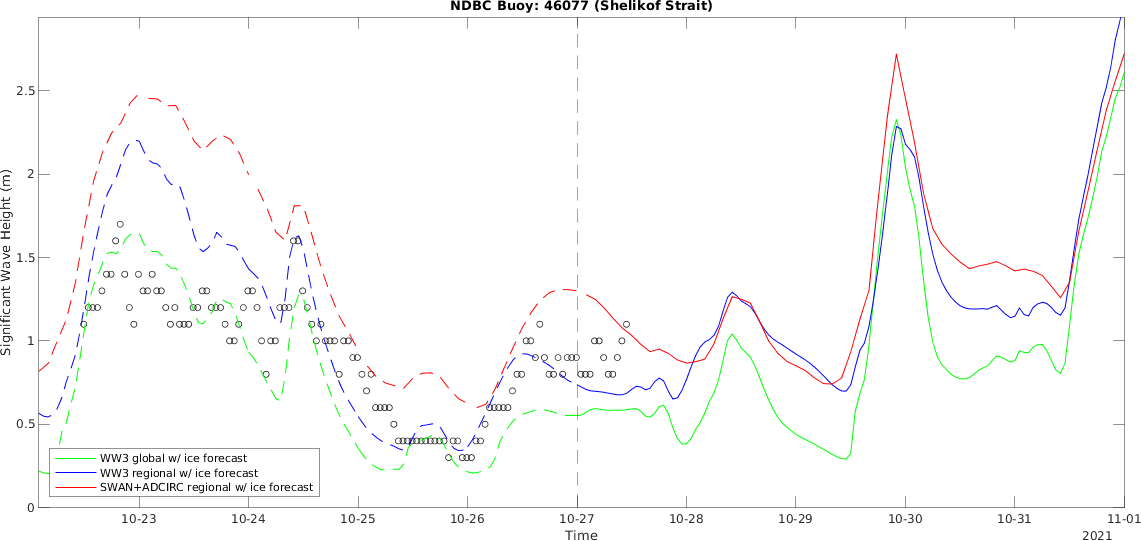 NDBC Buoy: 46077 (Shelikof Strait)
Significant Wave Height (m)
2.5
2
1.5
1
0.5
0
WW3 global w/ ice forecast
WW3 regional w/ ice forecast
SWAN+ADCIRC regional w/ ice forecast
10-23 10-24 10-25 10-26 10-27 10-28 10-29 10-30 10-31 11-01
Time 2021